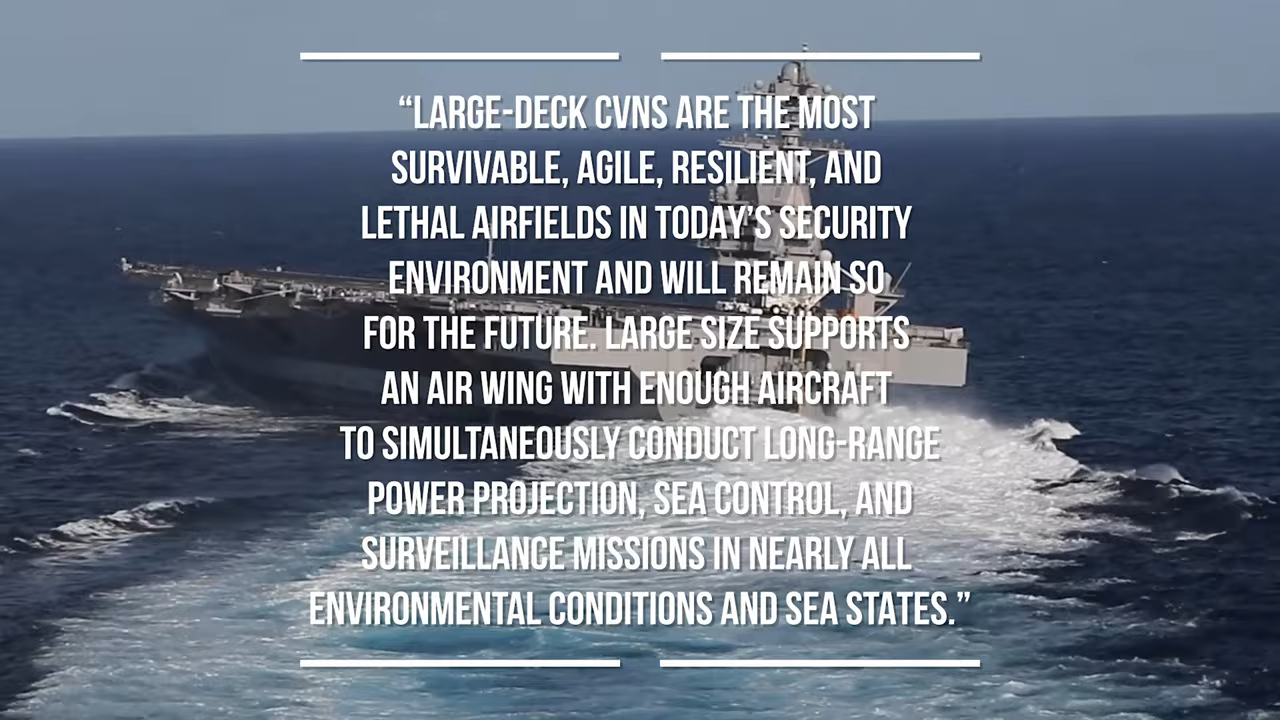 “LARGE-DECK CVNS ARE THE MOST
SURVIVABLE, AGILE, RESILIENT, AND
LETHAL AIRFIELDS IN TODAY’S SECURITY
ENVIRONMENT AND WILL REMAIN SO
FOR THE FUTURE. LARGE SIZE SUPPORTS
AN AIR WING WITH ENOUGH AIRCRAFT
TO SIMULTANEOUSLY CONDUCT LONG-RANGE
POWER PROJECTION, SEA CONTROL, AND
SURVEILLANCE MISSIONS IN NEARLY ALL
ENVIRONMENTAL CONDITIONS AND SEA STATES.”